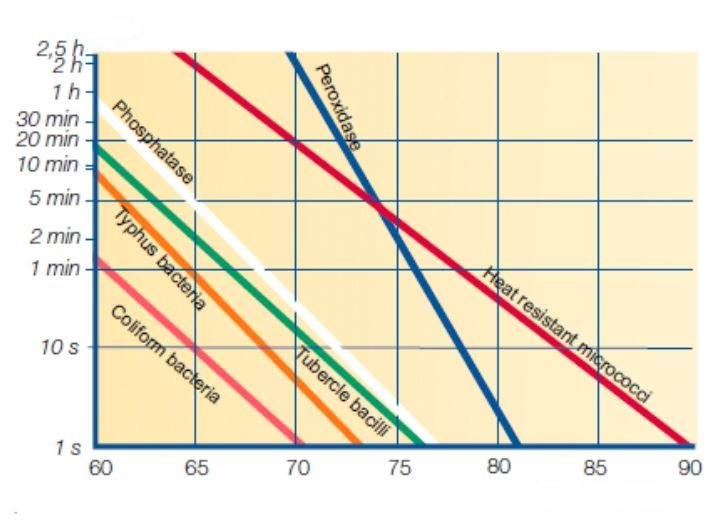 2,5 h
2 h
1 h
30 min
20 min
10 min
5 min
2 min
1 min
10 s
1 s
Phosphatase
Peroxidase
Typhus bacteria
Coliform bacteria
Tubercle bacilli
Heat resistant micrococci
60 65 70 75 80 85 90